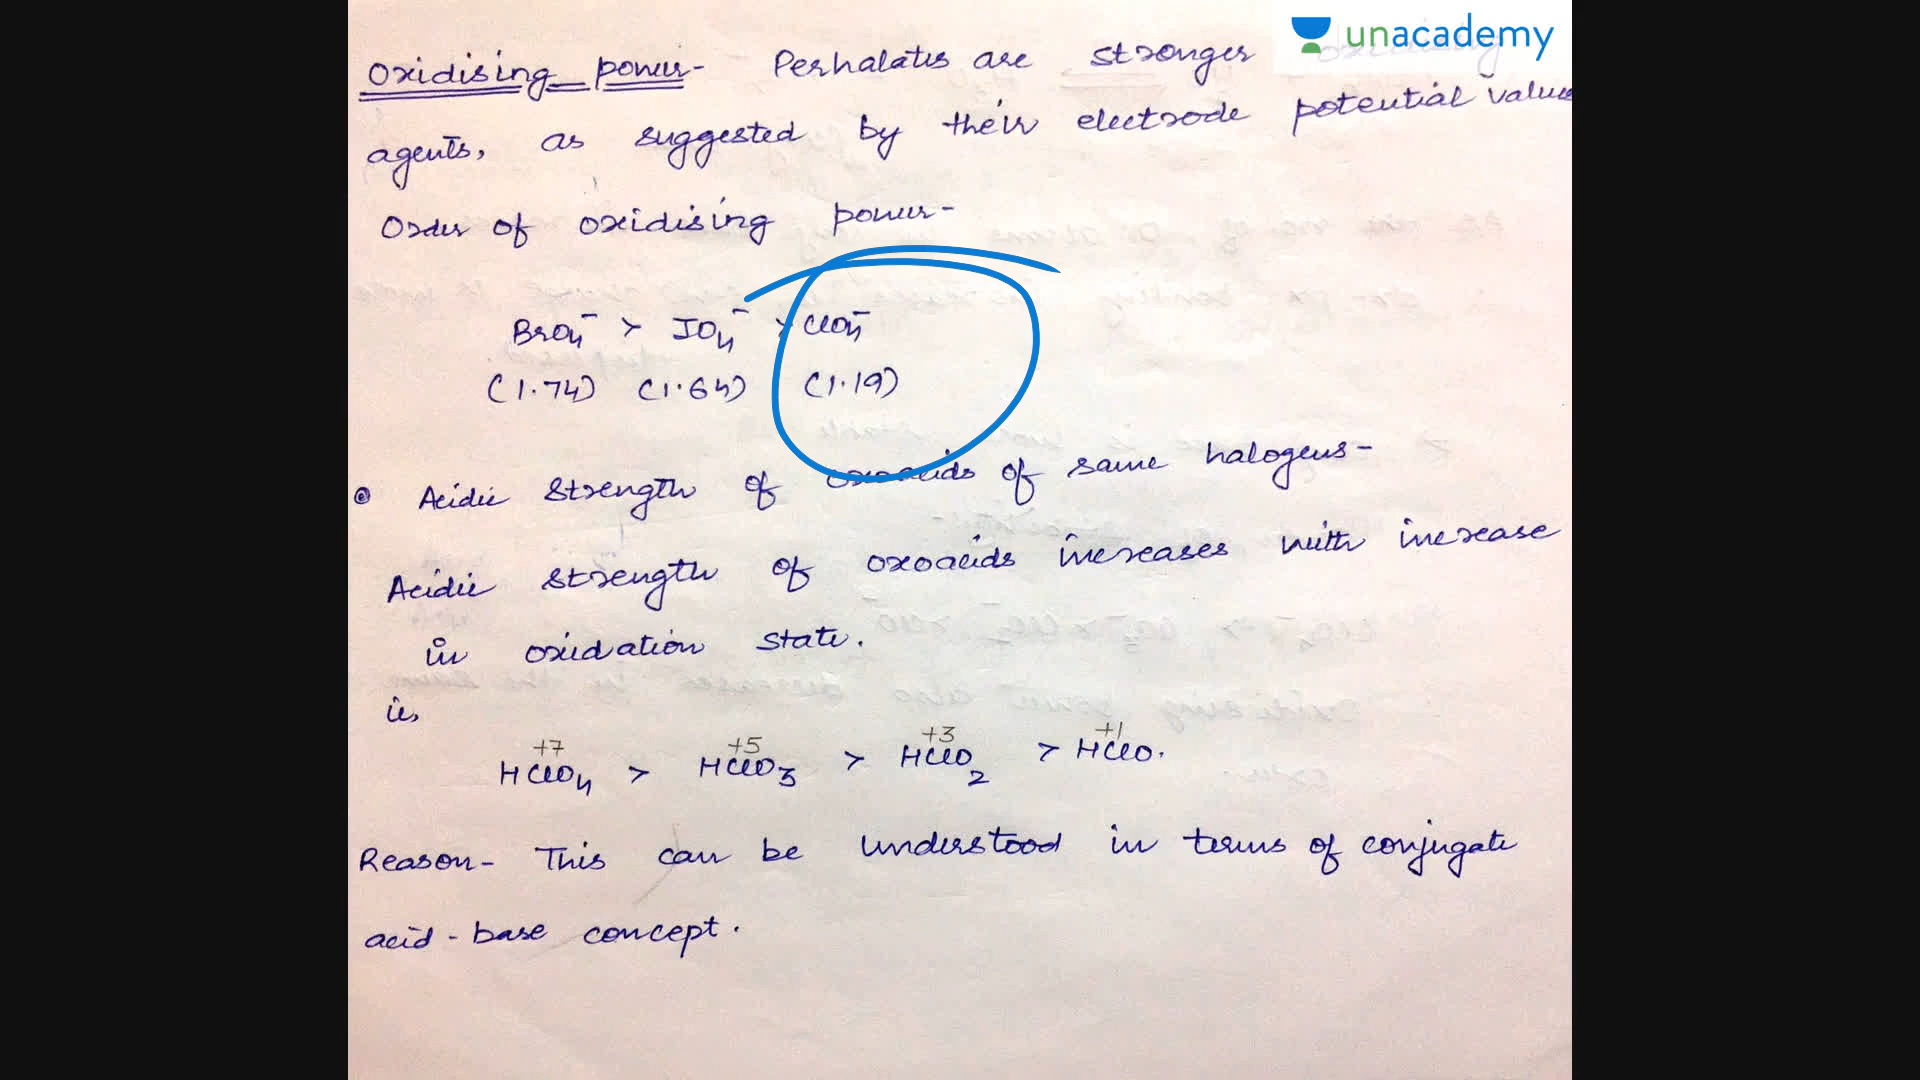 unacademy
Oxidising power- Perhalates are stronger oxidising
agents, as suggested by their electrode potential values
Order of oxidising power-
BrO4⁻ > IO4⁻ > ClO4⁻
(1.74) (1.64) (1.19)
Acidic strength of oxoacids of same halogens-
Acidic strength of oxoacids increases with increase
in oxidation state.
ie,
+7 +5 +3 +1
HClO4 > HClO3 > HClO2 > HClO.
Reason- This can be understood in terms of conjugate
acid-base concept.